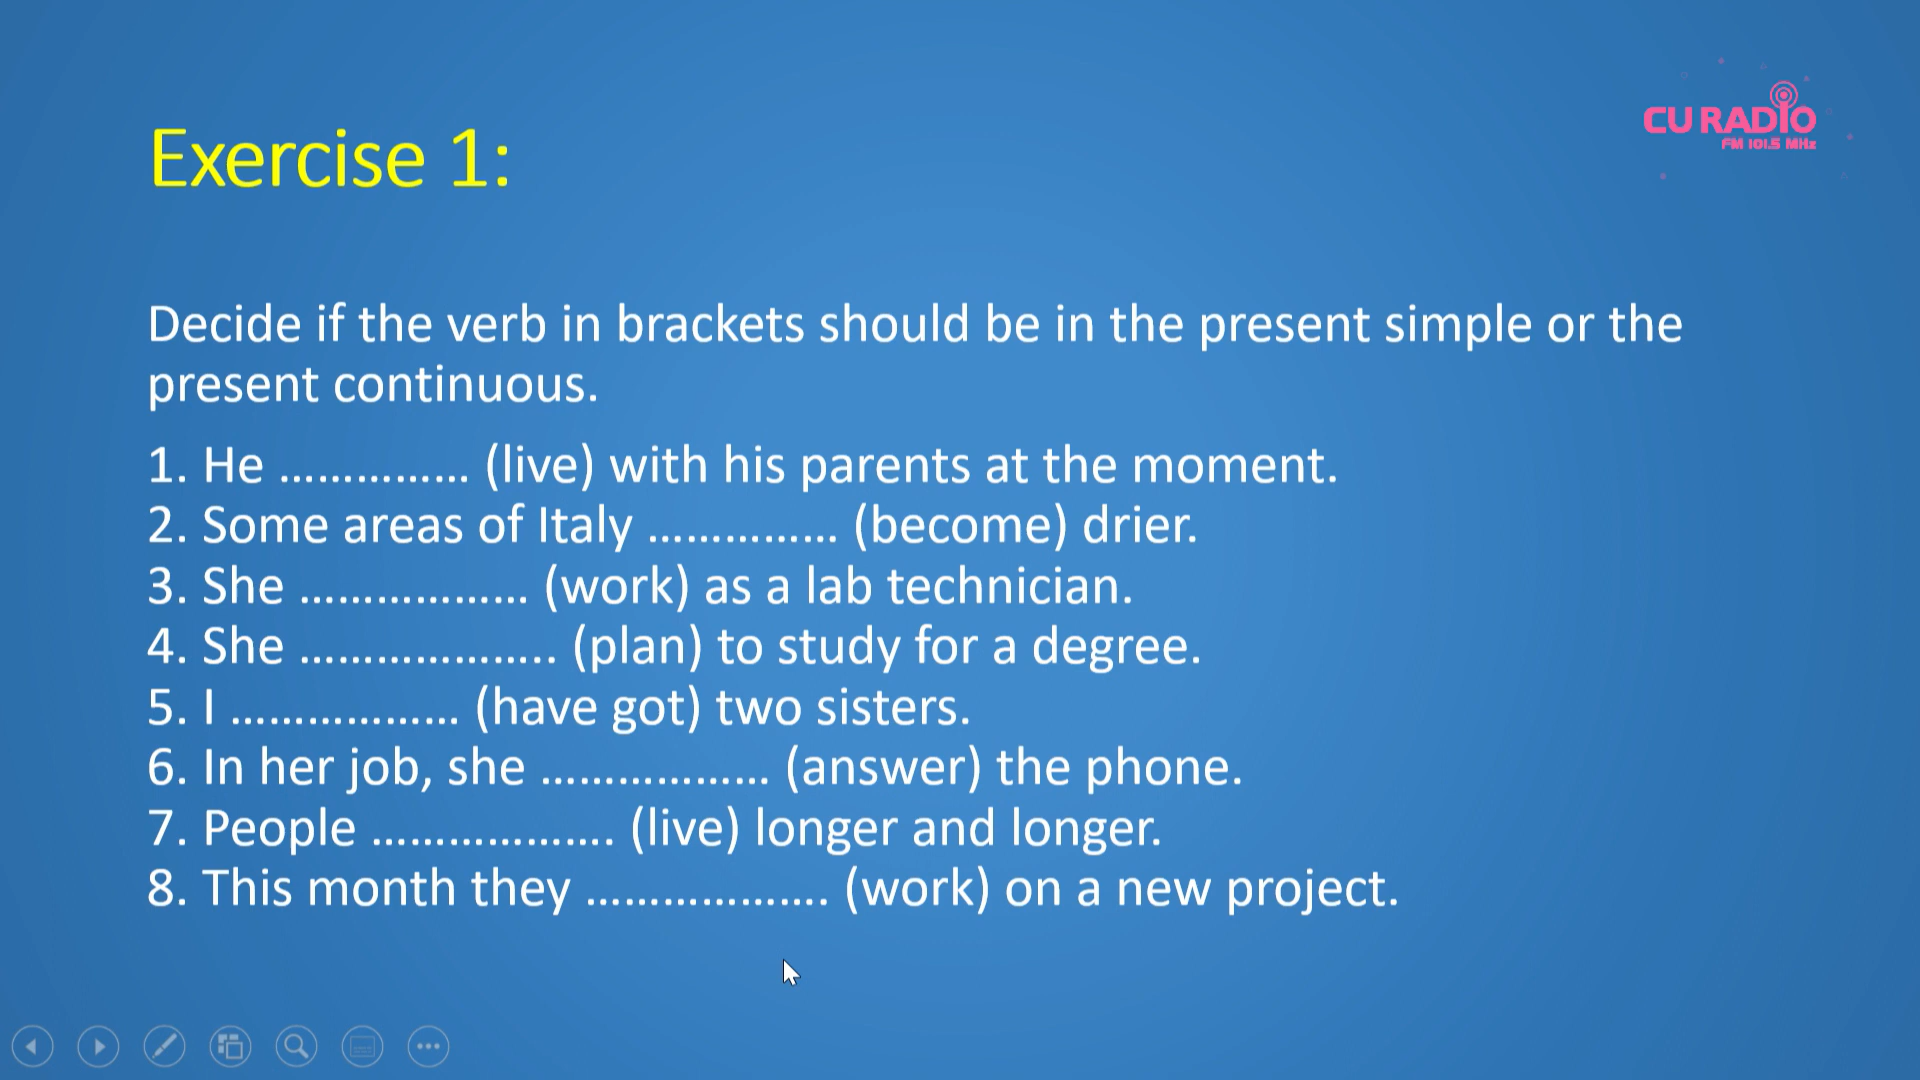 CU RADIO
FM 101.5 MHz
Exercise 1:
Decide if the verb in brackets should be in the present simple or the
present continuous.
1. He …………… (live) with his parents at the moment.
2. Some areas of Italy …………… (become) drier.
3. She ……………… (work) as a lab technician.
4. She ……………….. (plan) to study for a degree.
5. I ……………… (have got) two sisters.
6. In her job, she ……………… (answer) the phone.
7. People ………………. (live) longer and longer.
8. This month they ………………. (work) on a new project.